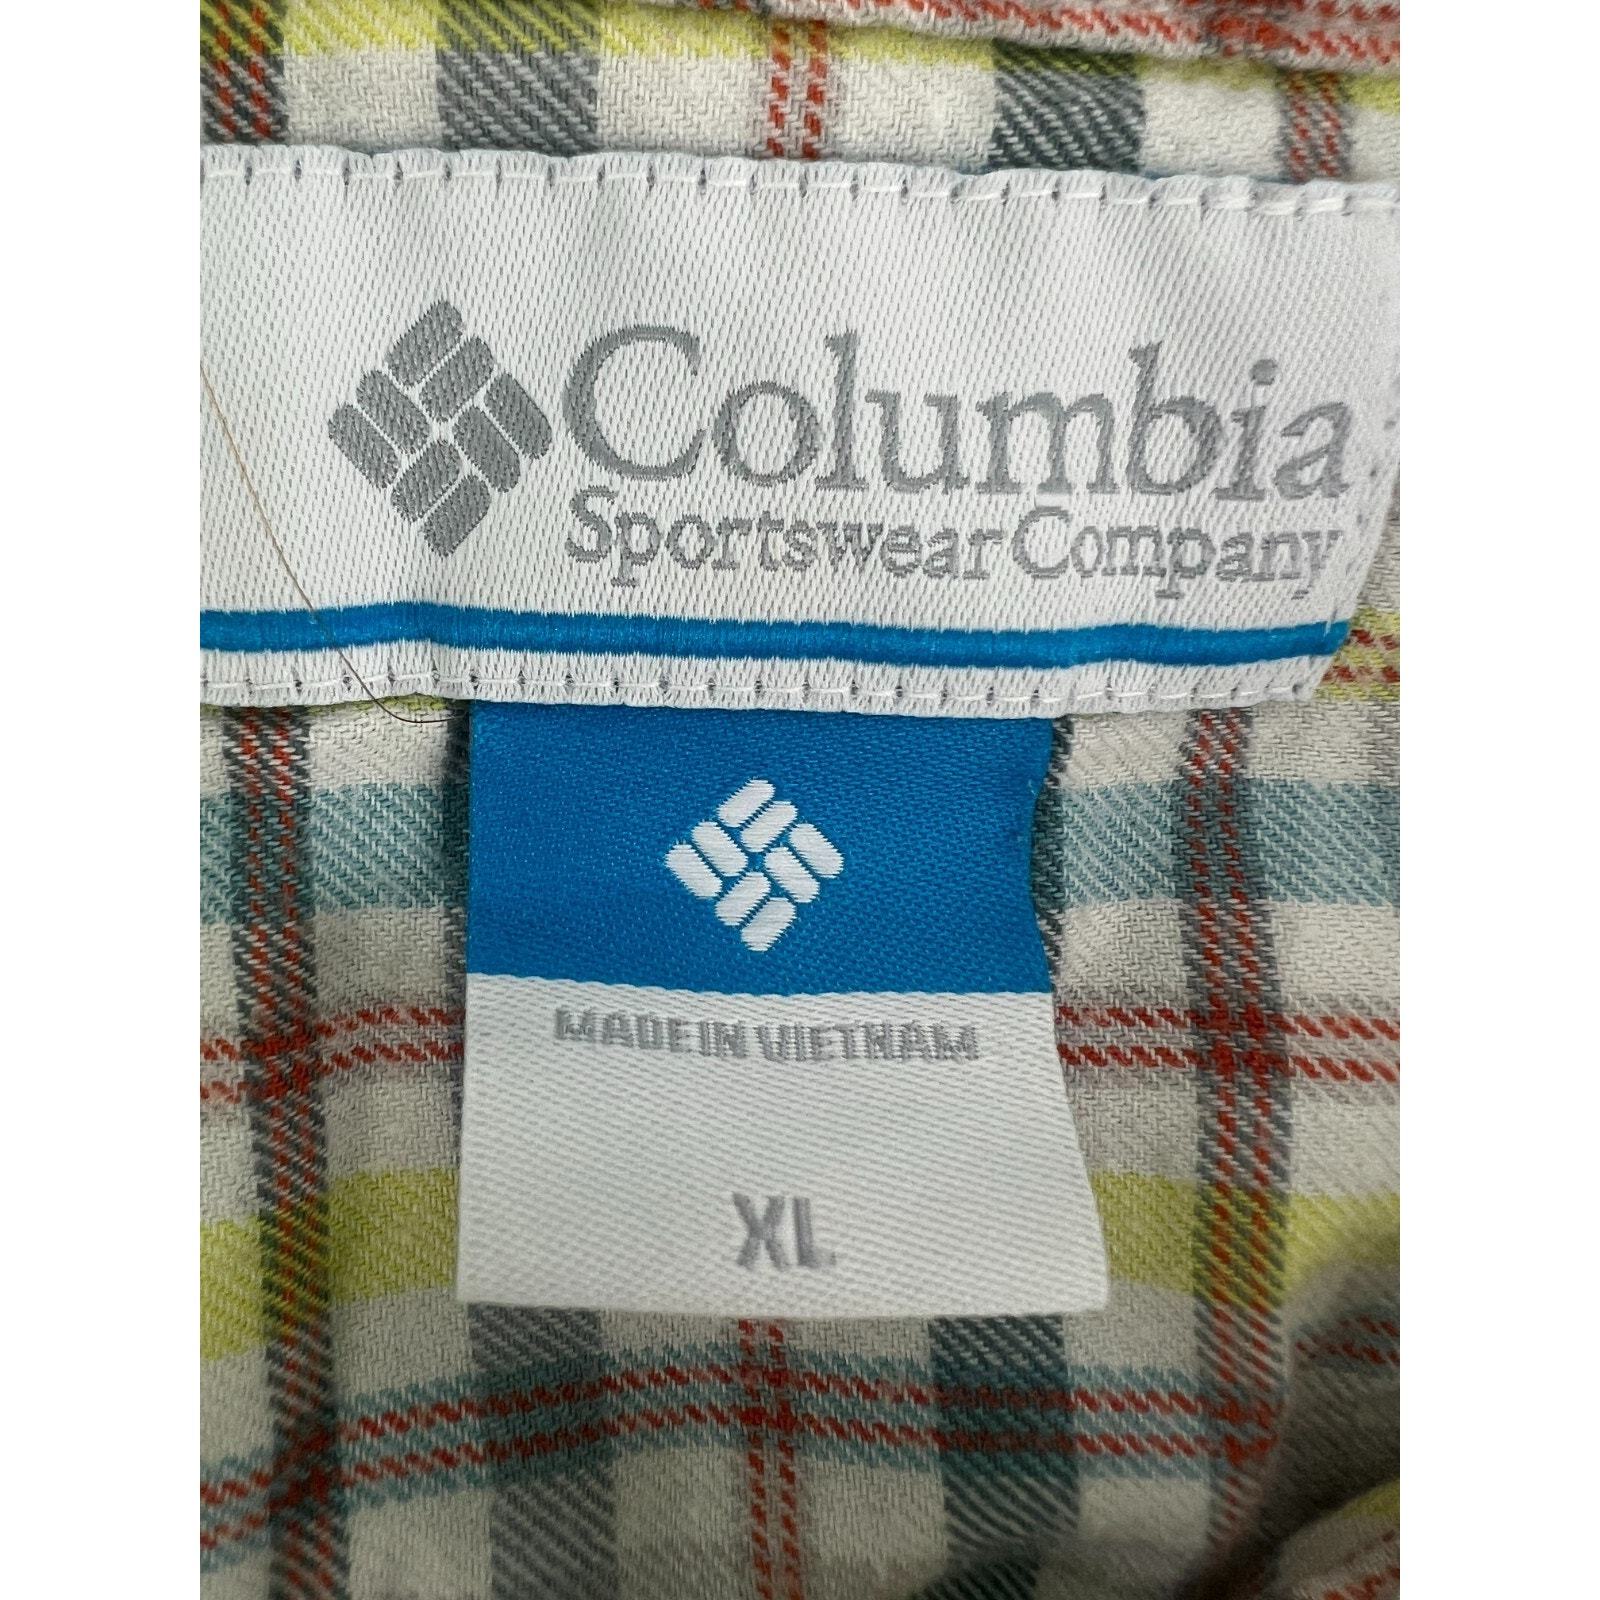 Columbia
Sportswear Company
MADE IN VIETNAM
XL